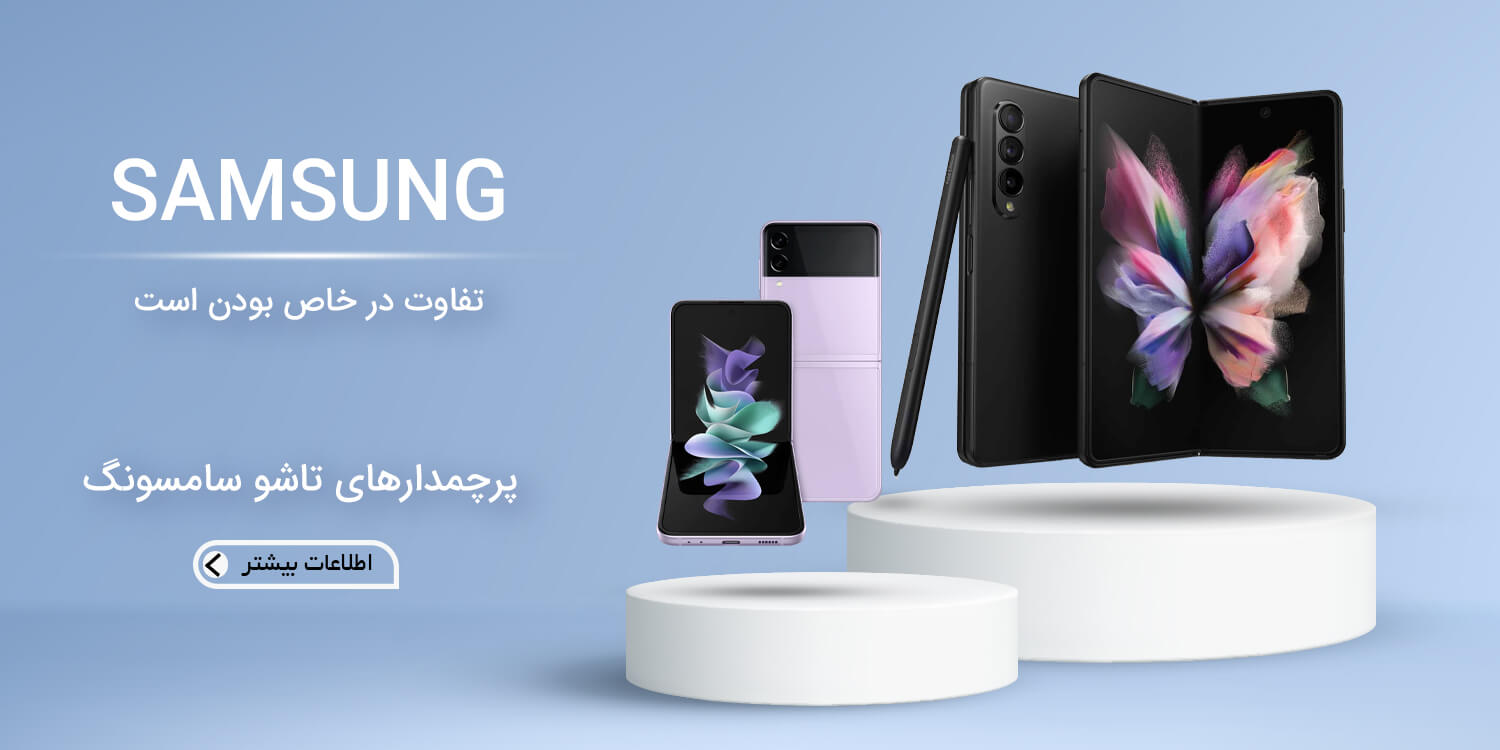 SAMSUNG
تفاوت در خاص بودن است
پرچمدارهای تاشو سامسونگ
اطلاعات بیشتر